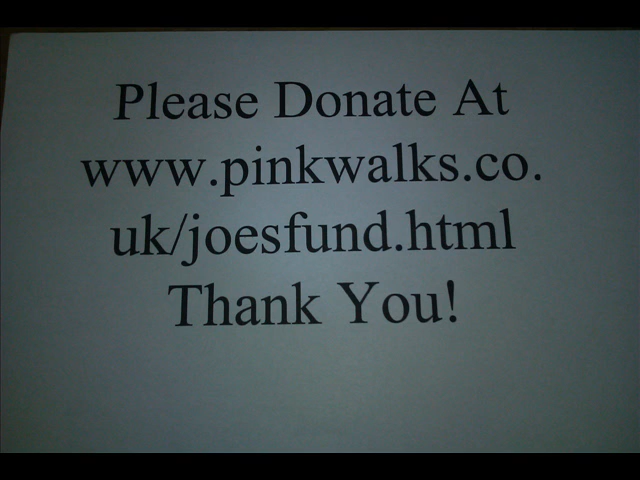 Please Donate At
www.pinkwalks.co.
uk/joesfund.html
Thank You!